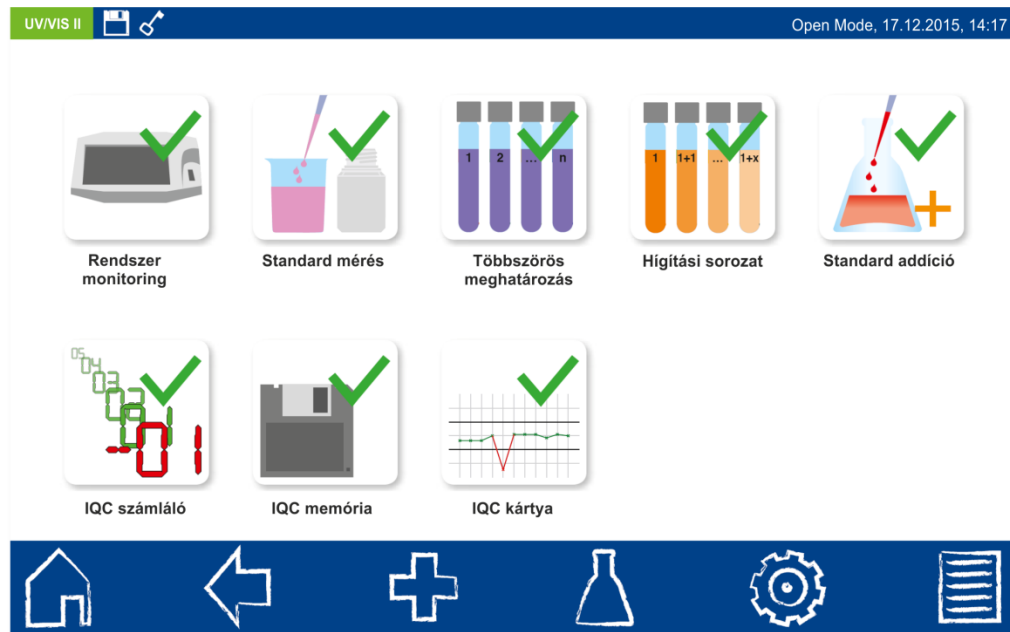 UV/VIS II
Open Mode, 17.12.2015, 14:17
1 2 ... n
1 1+1 ... 1+x
Rendszer
monitoring
Standard mérés
Többszörös
meghatározás
Hígítási sorozat
Standard addíció
05
04
03
02
-01
IQC számláló
IQC memória
IQC kártya